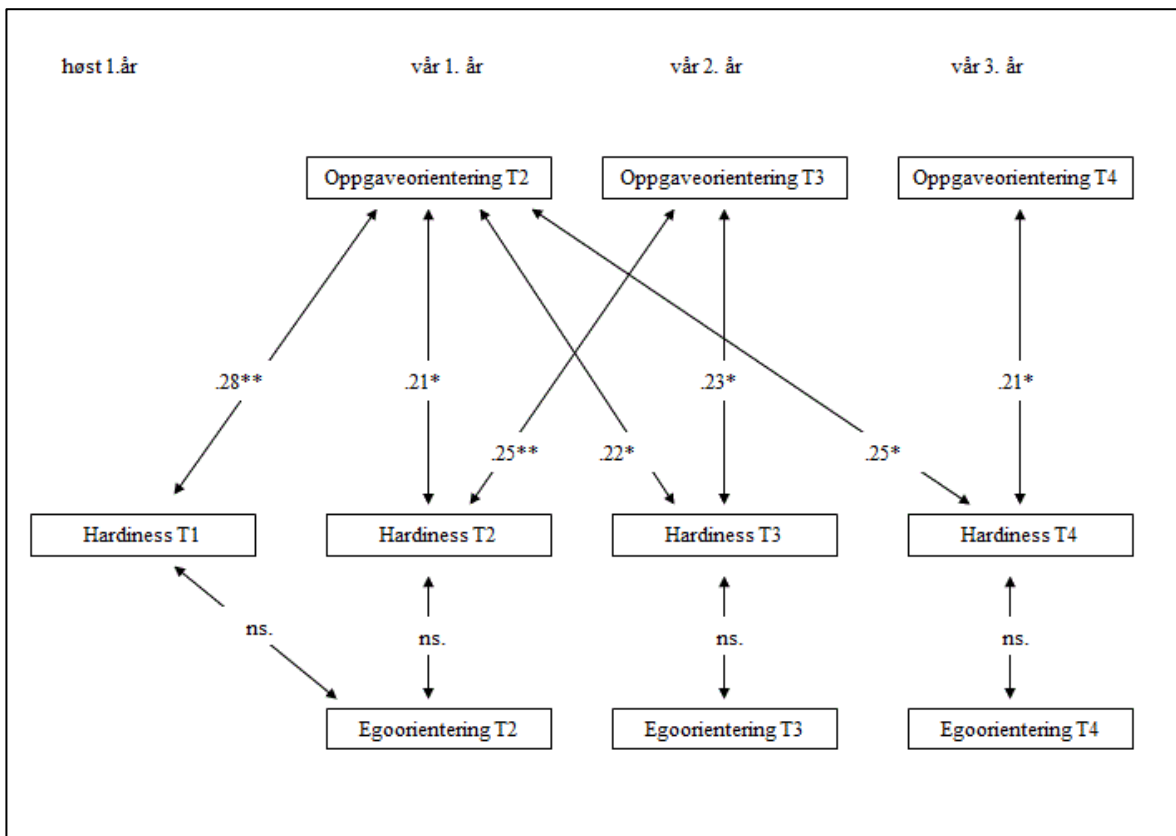 høst 1.år
vår 1. år
vår 2. år
vår 3. år
Oppgaveorientering T2
Oppgaveorientering T3
Oppgaveorientering T4
.28**
.21*
.23*
.21*
.25**
.22*
.25*
Hardiness T1
Hardiness T2
Hardiness T3
Hardiness T4
ns.
ns.
ns.
ns.
Egoorientering T2
Egoorientering T3
Egoorientering T4